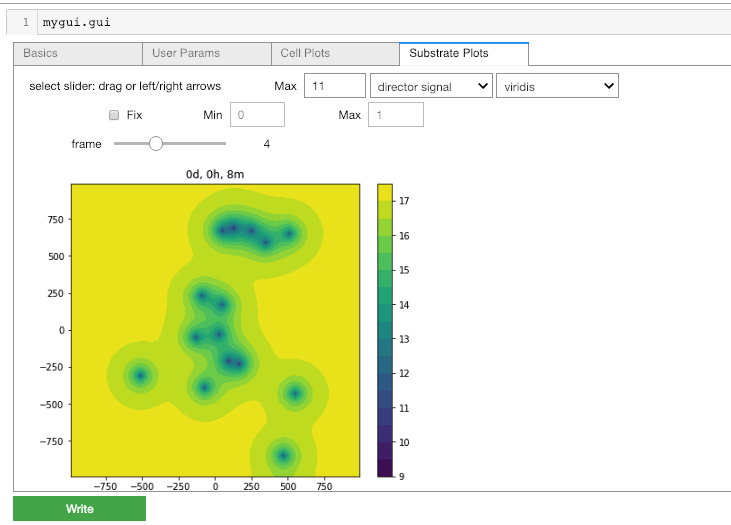 1 mygui.gui
Basics User Params Cell Plots Substrate Plots
select slider: drag or left/right arrows Max 11 director signal viridis
Fix Min 0 Max 1
frame 4
0d, 0h, 8m
750
500
250
0
−250
−500
−750
−750 −500 −250 0 250 500 750
17
16
15
14
13
12
11
10
9
Write